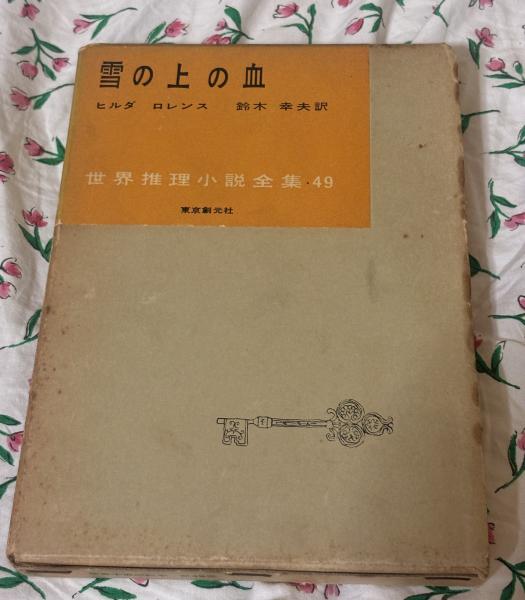 雪の上の血
ヒルダ ロレンス 鈴木 幸夫訳
世界推理小説全集・49
東京創元社